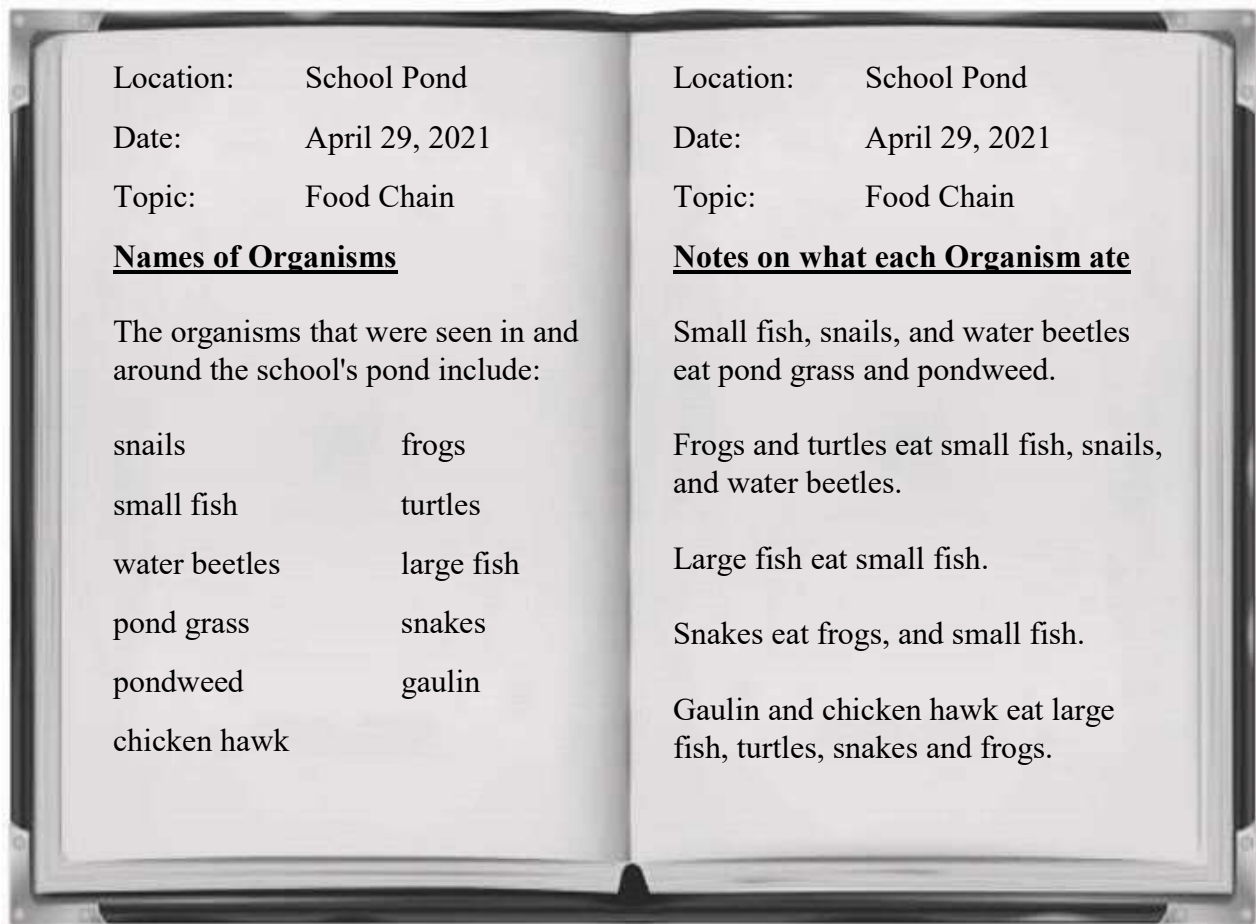 Location: School Pond
Date: April 29, 2021
Topic: Food Chain
Names of Organisms
The organisms that were seen in and
around the school's pond include:
snails frogs
small fish turtles
water beetles large fish
pond grass snakes
pondweed gaulin
chicken hawk
Location: School Pond
Date: April 29, 2021
Topic: Food Chain
Notes on what each Organism ate
Small fish, snails, and water beetles
eat pond grass and pondweed.
Frogs and turtles eat small fish, snails,
and water beetles.
Large fish eat small fish.
Snakes eat frogs, and small fish.
Gaulin and chicken hawk eat large
fish, turtles, snakes and frogs.